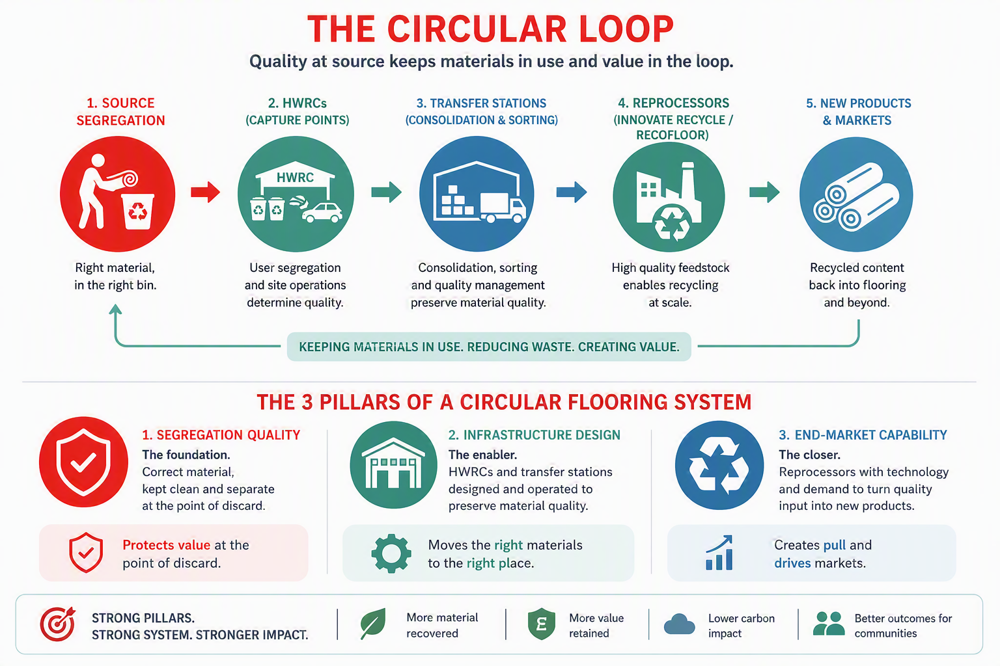 THE CIRCULAR LOOP
Quality at source keeps materials in use and value in the loop.
1. SOURCE
SEGREGATION
Right material,
in the right bin.
2. HWRCs
(CAPTURE POINTS)
HWRC
User segregation
and site operations
determine quality.
3. TRANSFER STATIONS
(CONSOLIDATION & SORTING)
Consolidation, sorting
and quality management
preserve material quality.
4. REPROCESSORS
(INNOVATE RECYCLE /
RECOFLOOR)
High quality feedstock
enables recycling
at scale.
5. NEW PRODUCTS
& MARKETS
Recycled content
back into flooring
and beyond.
KEEPING MATERIALS IN USE. REDUCING WASTE. CREATING VALUE.
THE 3 PILLARS OF A CIRCULAR FLOORING SYSTEM
1. SEGREGATION QUALITY
The foundation.
Correct material,
kept clean and separate
at the point of discard.
Protects value at the
point of discard.
2. INFRASTRUCTURE DESIGN
The enabler.
HWRCs and transfer stations
designed and operated to
preserve material quality.
Moves the right materials
to the right place.
3. END-MARKET CAPABILITY
The closer.
Reprocessors with technology
and demand to turn quality
input into new products.
Creates pull and
drives markets.
STRONG PILLARS.
STRONG SYSTEM. STRONGER IMPACT.
More material
recovered
More value
retained
Lower carbon
impact
Better outcomes for
communities